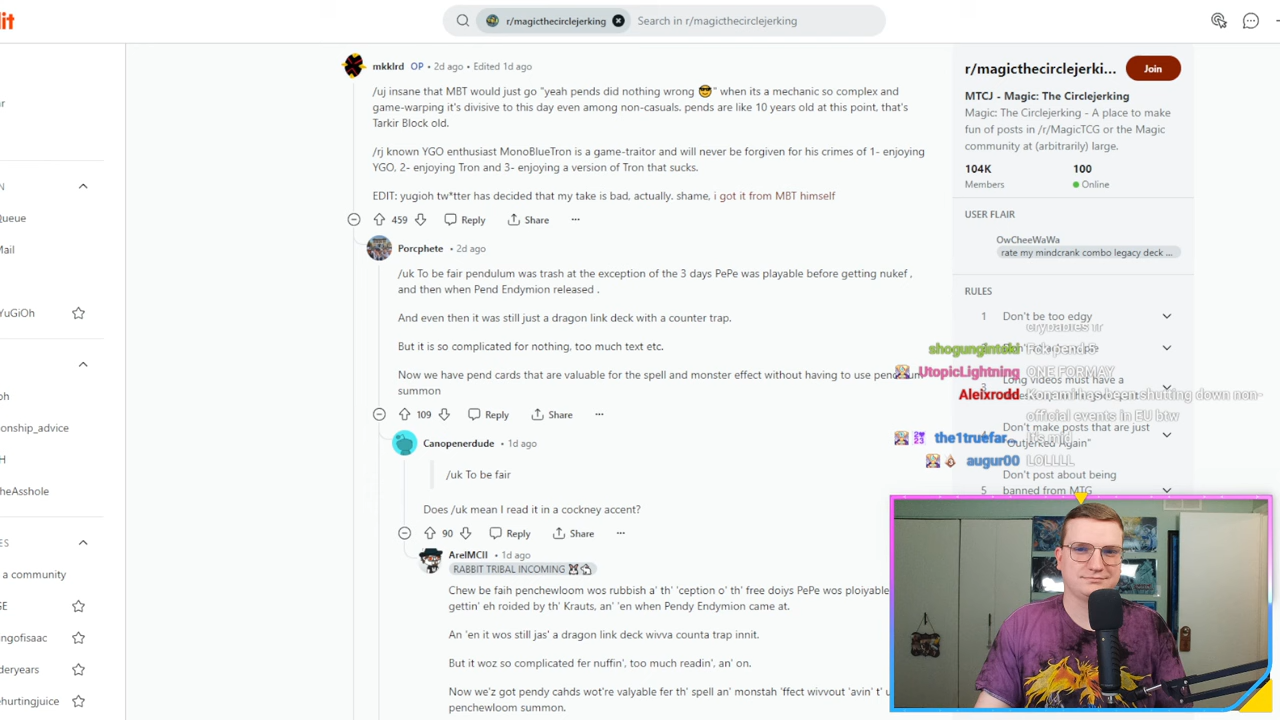 it
r/magicthecirclejerking
Search in r/magicthecirclejerking
ar
N
Queue
Mail
YuGiOh
oh
onship_advice
H
heAsshole
ES
a community
SE
ngofisaac
deryears
ehurtingjuice
mkklrd OP • 2d ago • Edited 1d ago
/uj insane that MBT would just go "yeah pends did nothing wrong 😎" when its a mechanic so complex and
game-warping it's divisive to this day even among non-casuals. pends are like 10 years old at this point, that's
Tarkir Block old.
/rj known YGO enthusiast MonoBlueTron is a game-traitor and will never be forgiven for his crimes of 1- enjoying
YGO, 2- enjoying Tron and 3- enjoying a version of Tron that sucks.
EDIT: yugioh tw*tter has decided that my take is bad, actually. shame, i got it from MBT himself
459 Reply Share ...
Porcphete • 2d ago
/uk To be fair pendulum was trash at the exception of the 3 days PePe was playable before getting nukef ,
and then when Pend Endymion released .
And even then it was still just a dragon link deck with a counter trap.
But it is so complicated for nothing, too much text etc.
Now we have pend cards that are valuable for the spell and monster effect without having to use pendulum
summon
109 Reply Share ...
Canopenerdude • 1d ago
/uk To be fair
Does /uk mean I read it in a cockney accent?
90 Reply Share ...
ArelMCII • 1d ago
RABBIT TRIBAL INCOMING
Chew be faih penchewloom wos rubbish a' th' 'ception o' th' free doiys PePe wos ploiyable
gettin' eh roided by th' Krauts, an' 'en when Pendy Endymion came at.
An 'en it wos still jas' a dragon link deck wivva counta trap innit.
But it woz so complicated fer nuffin', too much readin', an' on.
Now we'z got pendy cahds wot're valyable fer th' spell an' monstah 'ffect wivvout 'avin' t' u
penchewloom summon.
r/magicthecirclejerki...
Join
MTCJ - Magic: The Circlejerking
Magic: The Circlejerking - A place to make
fun of posts in /r/MagicTCG or the Magic
community at (arbitrarily) large.
104K 100
Members Online
USER FLAIR
OwCheeWaWa
rate my mindcrank combo legacy deck ...
RULES
1 Don't be too edgy
crybabies fr
shogunginteki Fck pend 5
UtopicLightning ONE FORMAY
3 Long videos must have a
Aleixrodd Konami has been shutting down non-
official events in EU btw
Don't make posts that are just
the1truefar... It's mid
"Outjerked Again"
augur00 LOLLLL
Don't post about being
5 banned from MTG